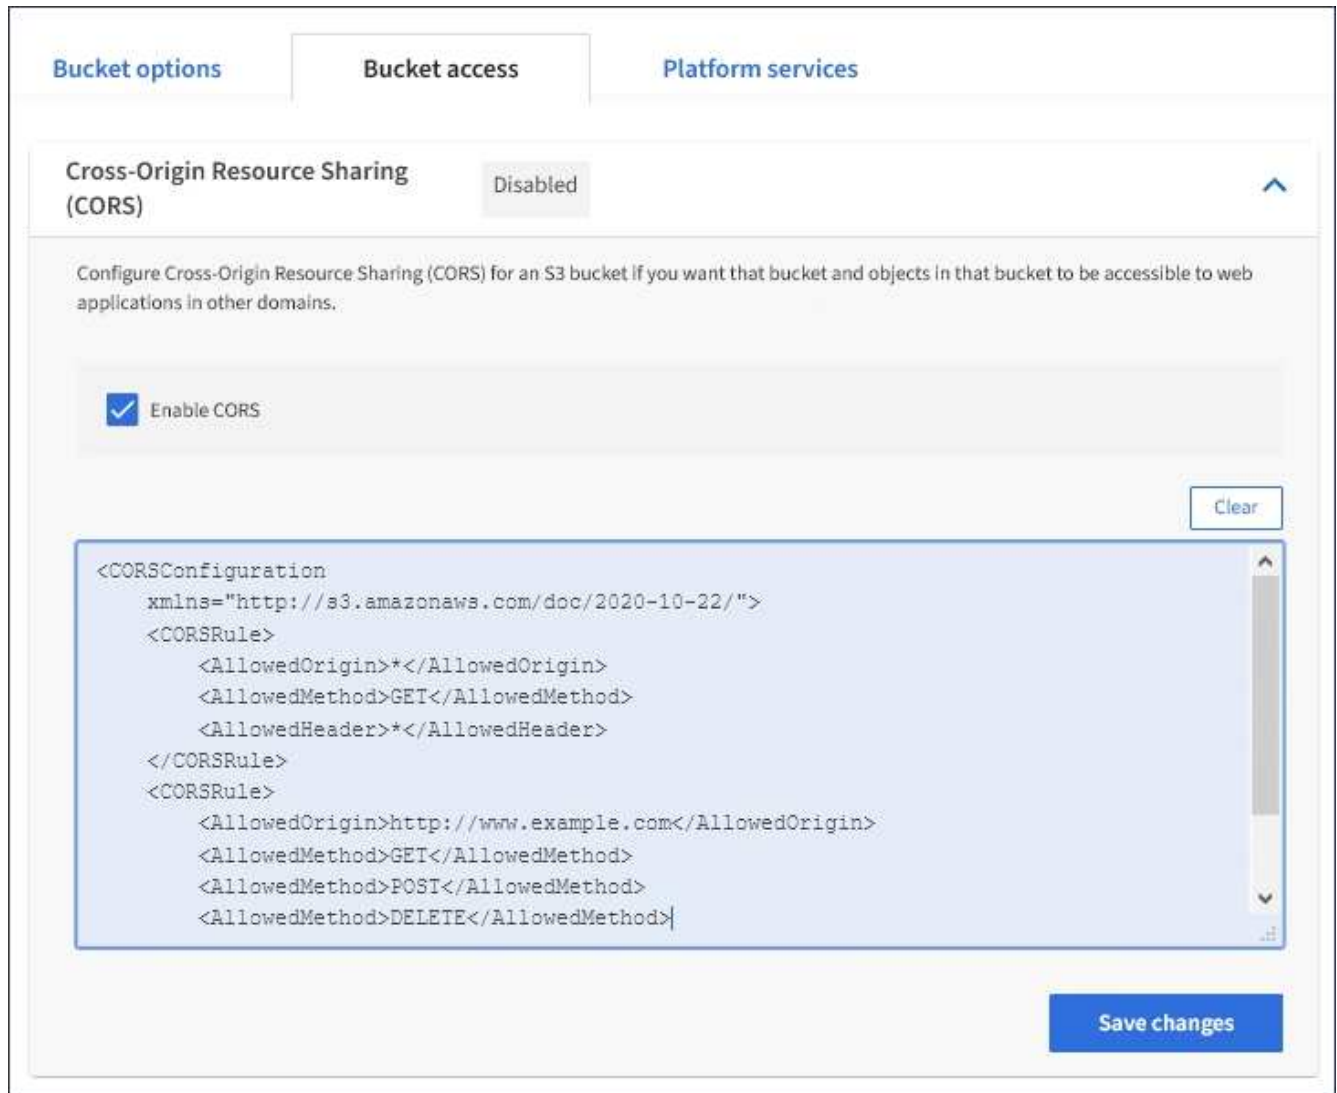 Bucket options
Bucket access
Platform services
Cross-Origin Resource Sharing
(CORS)
Disabled
Configure Cross-Origin Resource Sharing (CORS) for an S3 bucket if you want that bucket and objects in that bucket to be accessible to web
applications in other domains.
Enable CORS
Clear
<CORSConfiguration
    xmlns="http://s3.amazonaws.com/doc/2020-10-22/">
    <CORSRule>
        <AllowedOrigin>*</AllowedOrigin>
        <AllowedMethod>GET</AllowedMethod>
        <AllowedHeader>*</AllowedHeader>
    </CORSRule>
    <CORSRule>
        <AllowedOrigin>http://www.example.com</AllowedOrigin>
        <AllowedMethod>GET</AllowedMethod>
        <AllowedMethod>POST</AllowedMethod>
        <AllowedMethod>DELETE</AllowedMethod>
Save changes